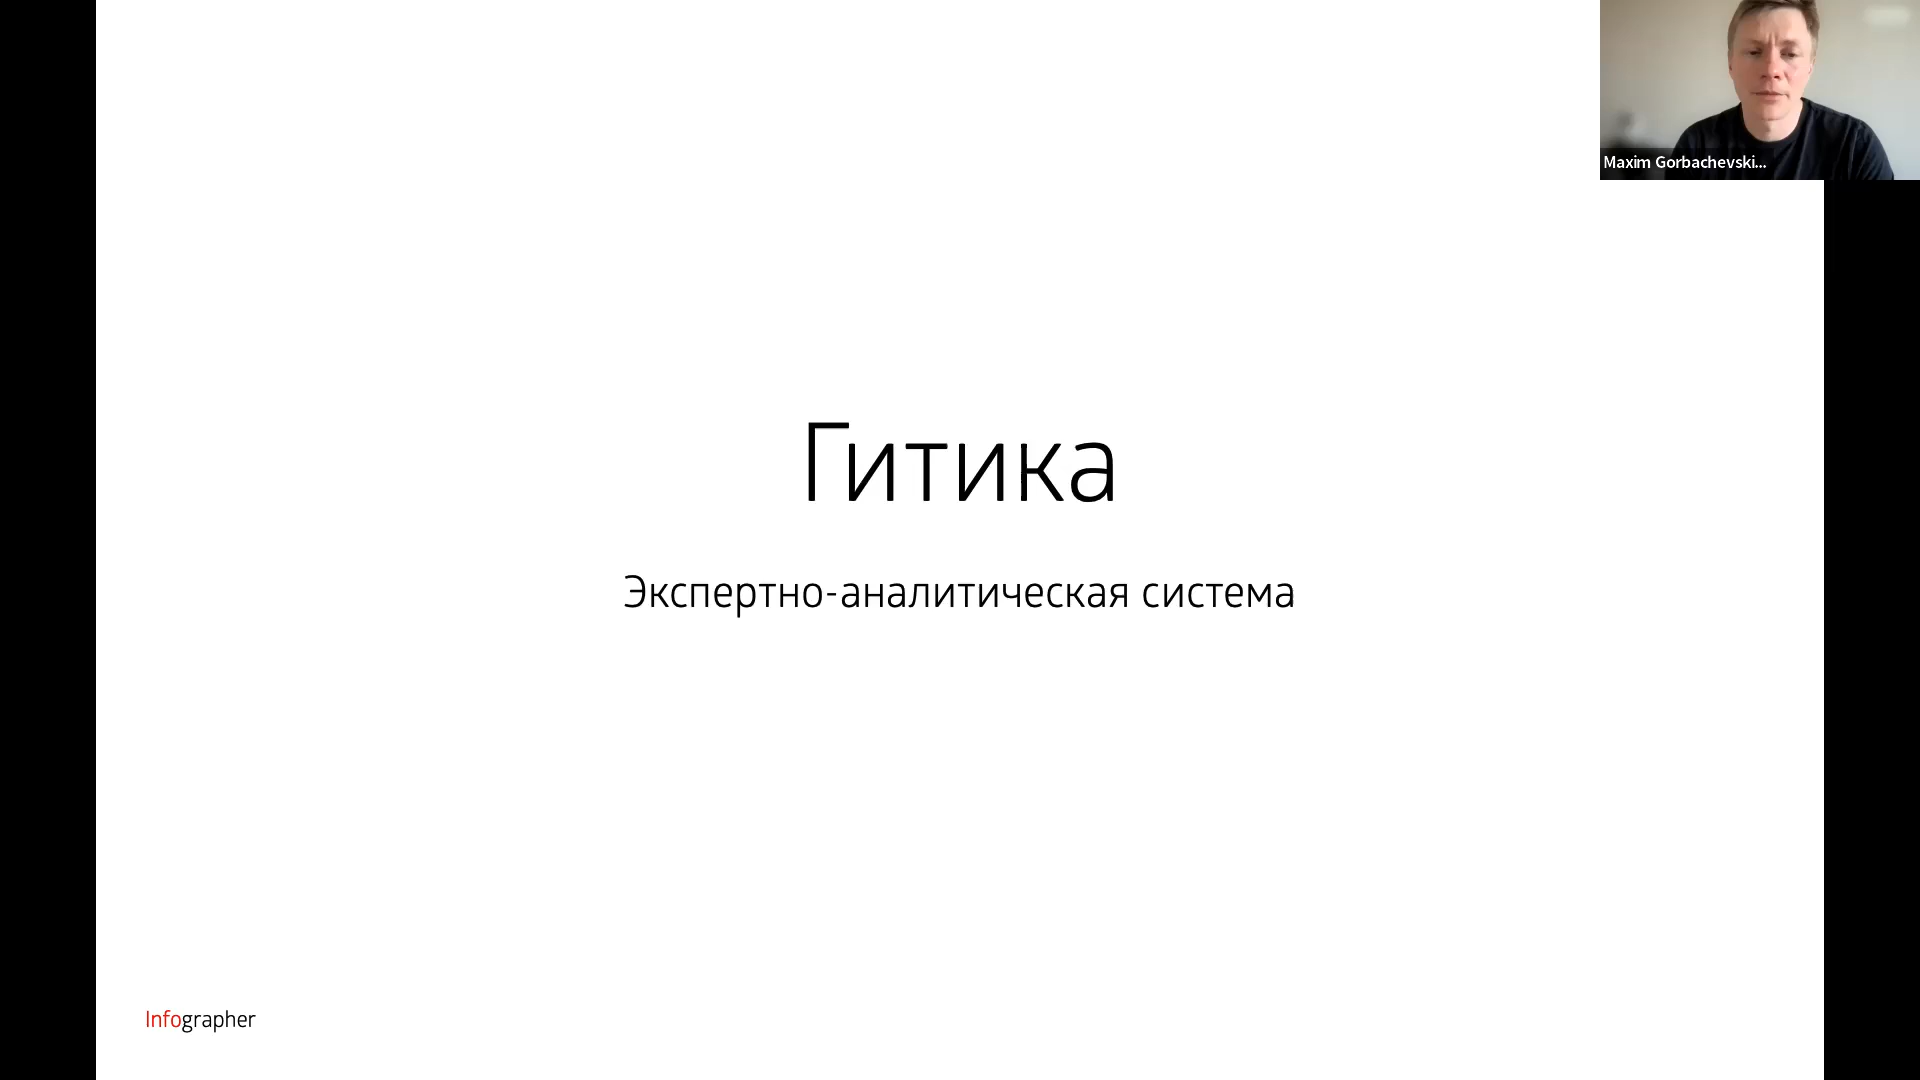 Maxim Gorbachevski...
Гитика
Экспертно-аналитическая система
Infographer